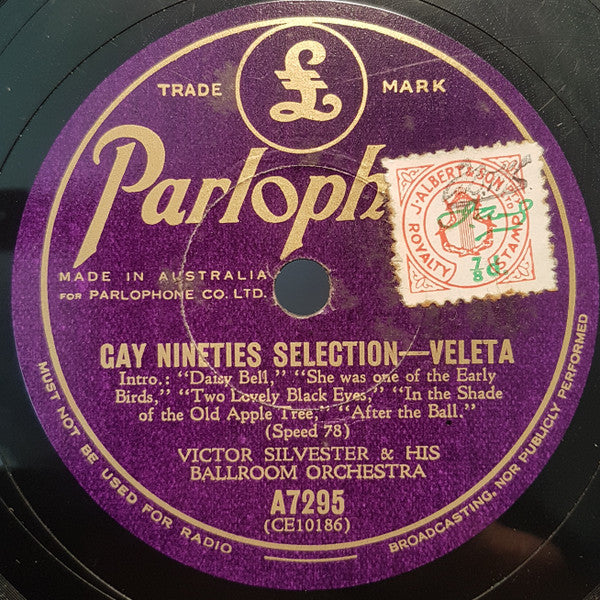 TRADE MARK
£
Parloph
J. ALBERT & SON
ROYALTY STAMP
7/8 d
MADE IN AUSTRALIA
FOR PARLOPHONE CO. LTD.
GAY NINETIES SELECTION—VELETA
Intro.: "Daisy Bell," "She was one of the Early
Birds," "Two Lovely Black Eyes," "In the Shade
of the Old Apple Tree," "After the Ball."
(Speed 78)
VICTOR SILVESTER & HIS
BALLROOM ORCHESTRA
A7295
(CE10186)
MUST NOT BE USED FOR RADIO BROADCASTING, NOR PUBLICLY PERFORMED